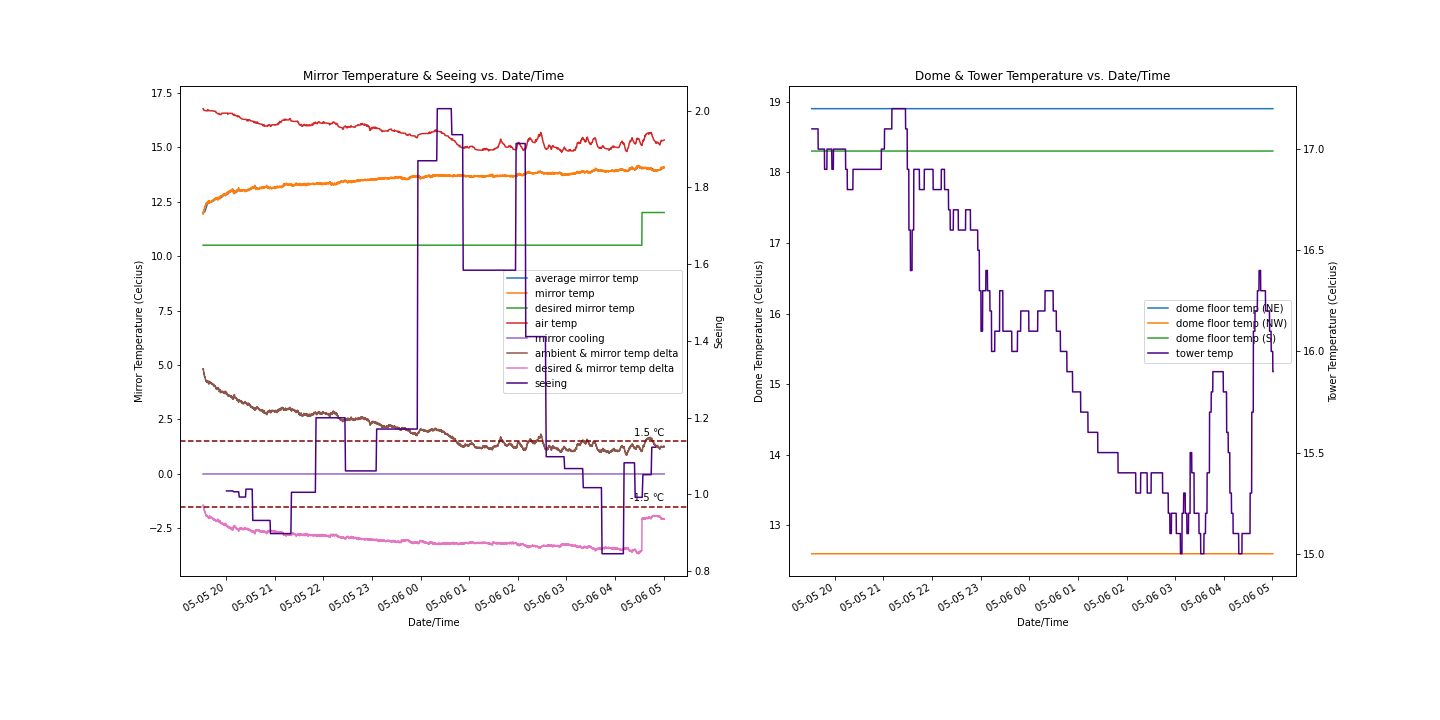 Mirror Temperature & Seeing vs. Date/Time
Mirror Temperature (Celcius)
17.5
15.0
12.5
10.0
7.5
5.0
2.5
0.0
−2.5
2.0
1.8
1.6
1.4
1.2
1.0
0.8
Seeing
average mirror temp
mirror temp
desired mirror temp
air temp
mirror cooling
ambient & mirror temp delta
desired & mirror temp delta
seeing
1.5 ℃
-1.5 ℃
05-05 20
05-05 21
05-05 22
05-05 23
05-06 00
05-06 01
05-06 02
05-06 03
05-06 04
05-06 05
Date/Time
Dome & Tower Temperature vs. Date/Time
Dome Temperature (Celcius)
19
18
17
16
15
14
13
17.0
16.5
16.0
15.5
15.0
Tower Temperature (Celcius)
dome floor temp (NE)
dome floor temp (NW)
dome floor temp (S)
tower temp
05-05 20
05-05 21
05-05 22
05-05 23
05-06 00
05-06 01
05-06 02
05-06 03
05-06 04
05-06 05
Date/Time